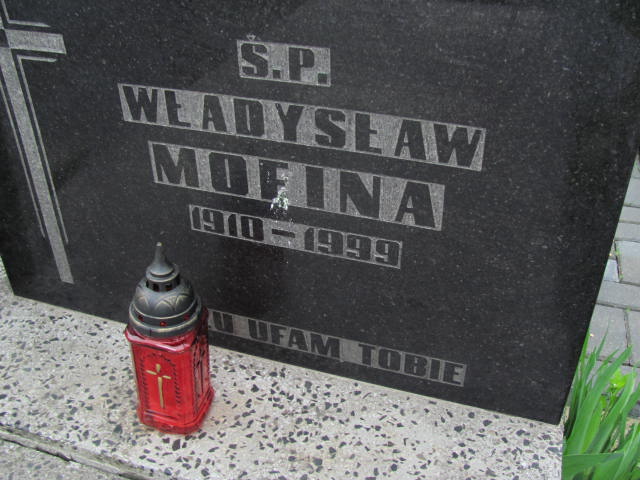 Ś.P.
WŁADYSŁAW
1910 – 1999
UFAM TOBIE